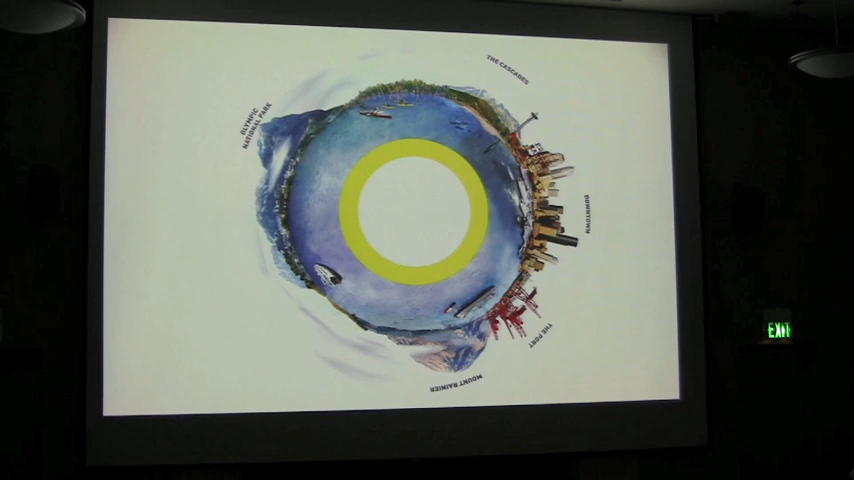 THE CASCADES
OLYMPIC
NATIONAL PARK
DOWNTOWN
THE PORT
MOUNT RAINIER
EXIT